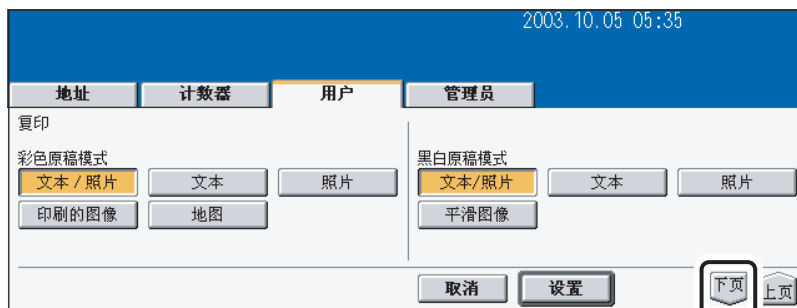 2003.10.05 05:35
地址 计数器 用户 管理员
复印
彩色原稿模式 黑白原稿模式
文本/照片 文本 照片 文本/照片 文本 照片
印刷的图像 地图 平滑图像
取消 设置 下页 上页